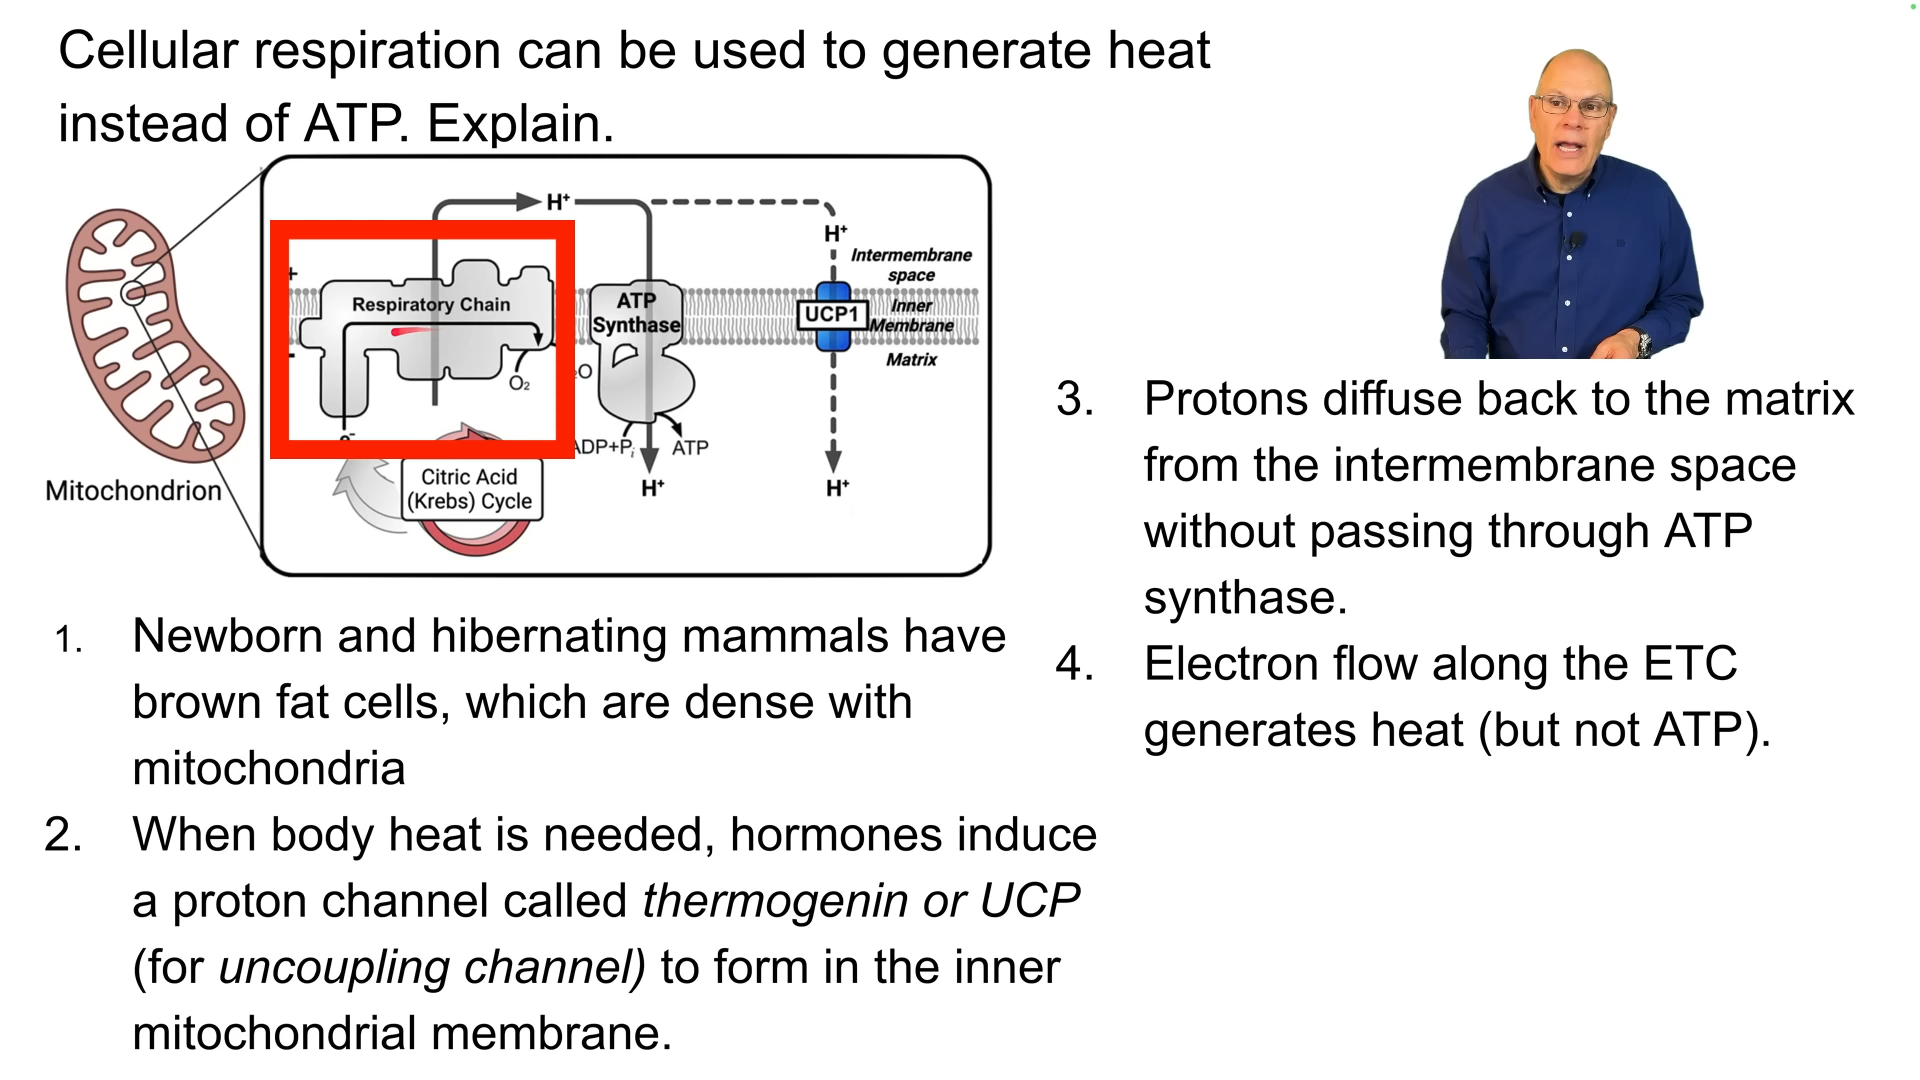 Cellular respiration can be used to generate heat
instead of ATP. Explain.
H⁺
H⁺
Intermembrane
space
+
Respiratory Chain
ATP
Synthase
UCP1
Inner
Membrane
Matrix
-
O₂
O
e⁻
ADP+Pᵢ
ATP
Citric Acid
(Krebs) Cycle
H⁺
H⁺
Mitochondrion
1. Newborn and hibernating mammals have
brown fat cells, which are dense with
mitochondria
2. When body heat is needed, hormones induce
a proton channel called thermogenin or UCP
(for uncoupling channel) to form in the inner
mitochondrial membrane.
3. Protons diffuse back to the matrix
from the intermembrane space
without passing through ATP
synthase.
4. Electron flow along the ETC
generates heat (but not ATP).